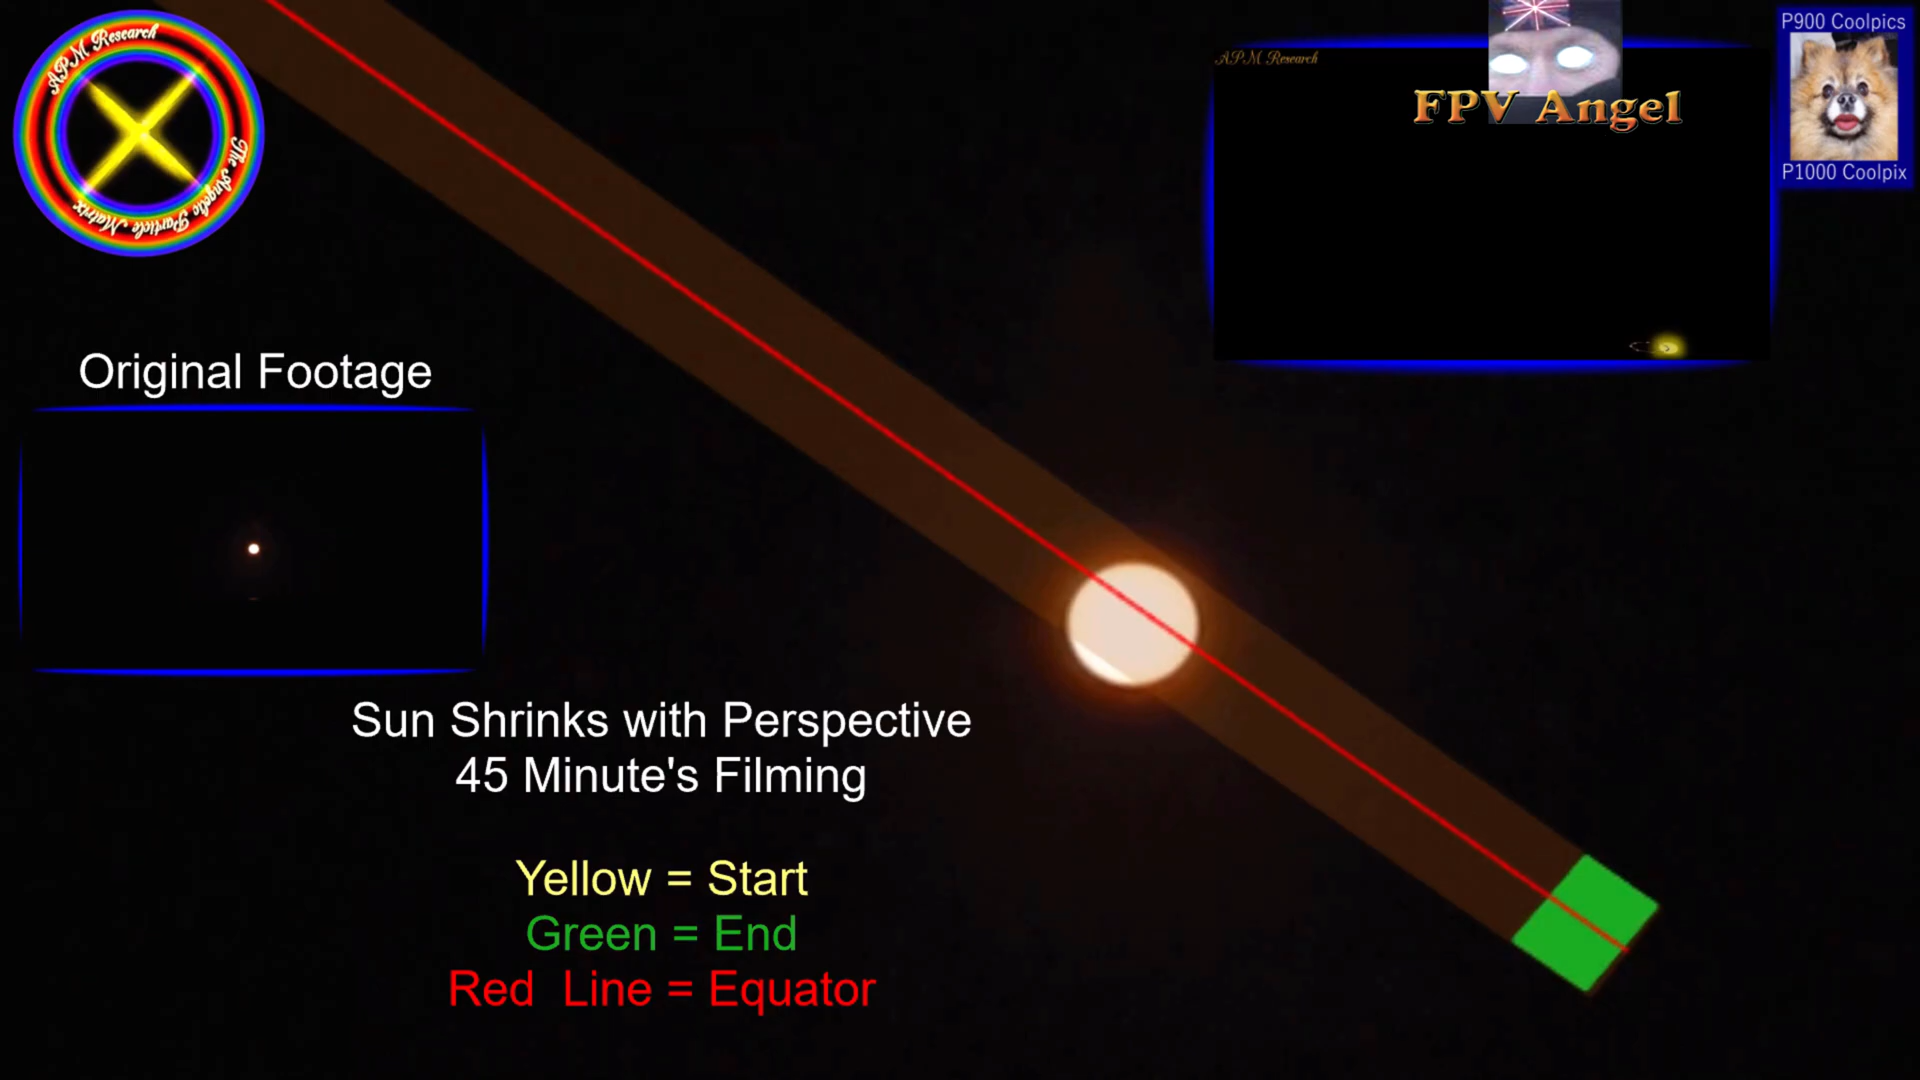 APM Research
The Angelic Particle Matrix
APM Research
FPV Angel
P900 Coolpics
P1000 Coolpix
Original Footage
Sun Shrinks with Perspective
45 Minute's Filming
Yellow = Start
Green = End
Red Line = Equator